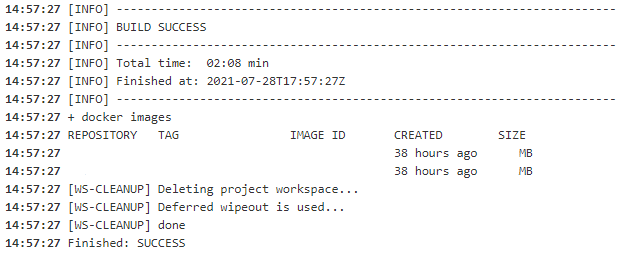 14:57:27 [INFO] ------------------------------------------------------------------------
14:57:27 [INFO] BUILD SUCCESS
14:57:27 [INFO] ------------------------------------------------------------------------
14:57:27 [INFO] Total time:  02:08 min
14:57:27 [INFO] Finished at: 2021-07-28T17:57:27Z
14:57:27 [INFO] ------------------------------------------------------------------------
14:57:27 + docker images
14:57:27 REPOSITORY   TAG                IMAGE ID       CREATED        SIZE
14:57:27                                                38 hours ago      MB
14:57:27                                                38 hours ago      MB
14:57:27 [WS-CLEANUP] Deleting project workspace...
14:57:27 [WS-CLEANUP] Deferred wipeout is used...
14:57:27 [WS-CLEANUP] done
14:57:27 Finished: SUCCESS